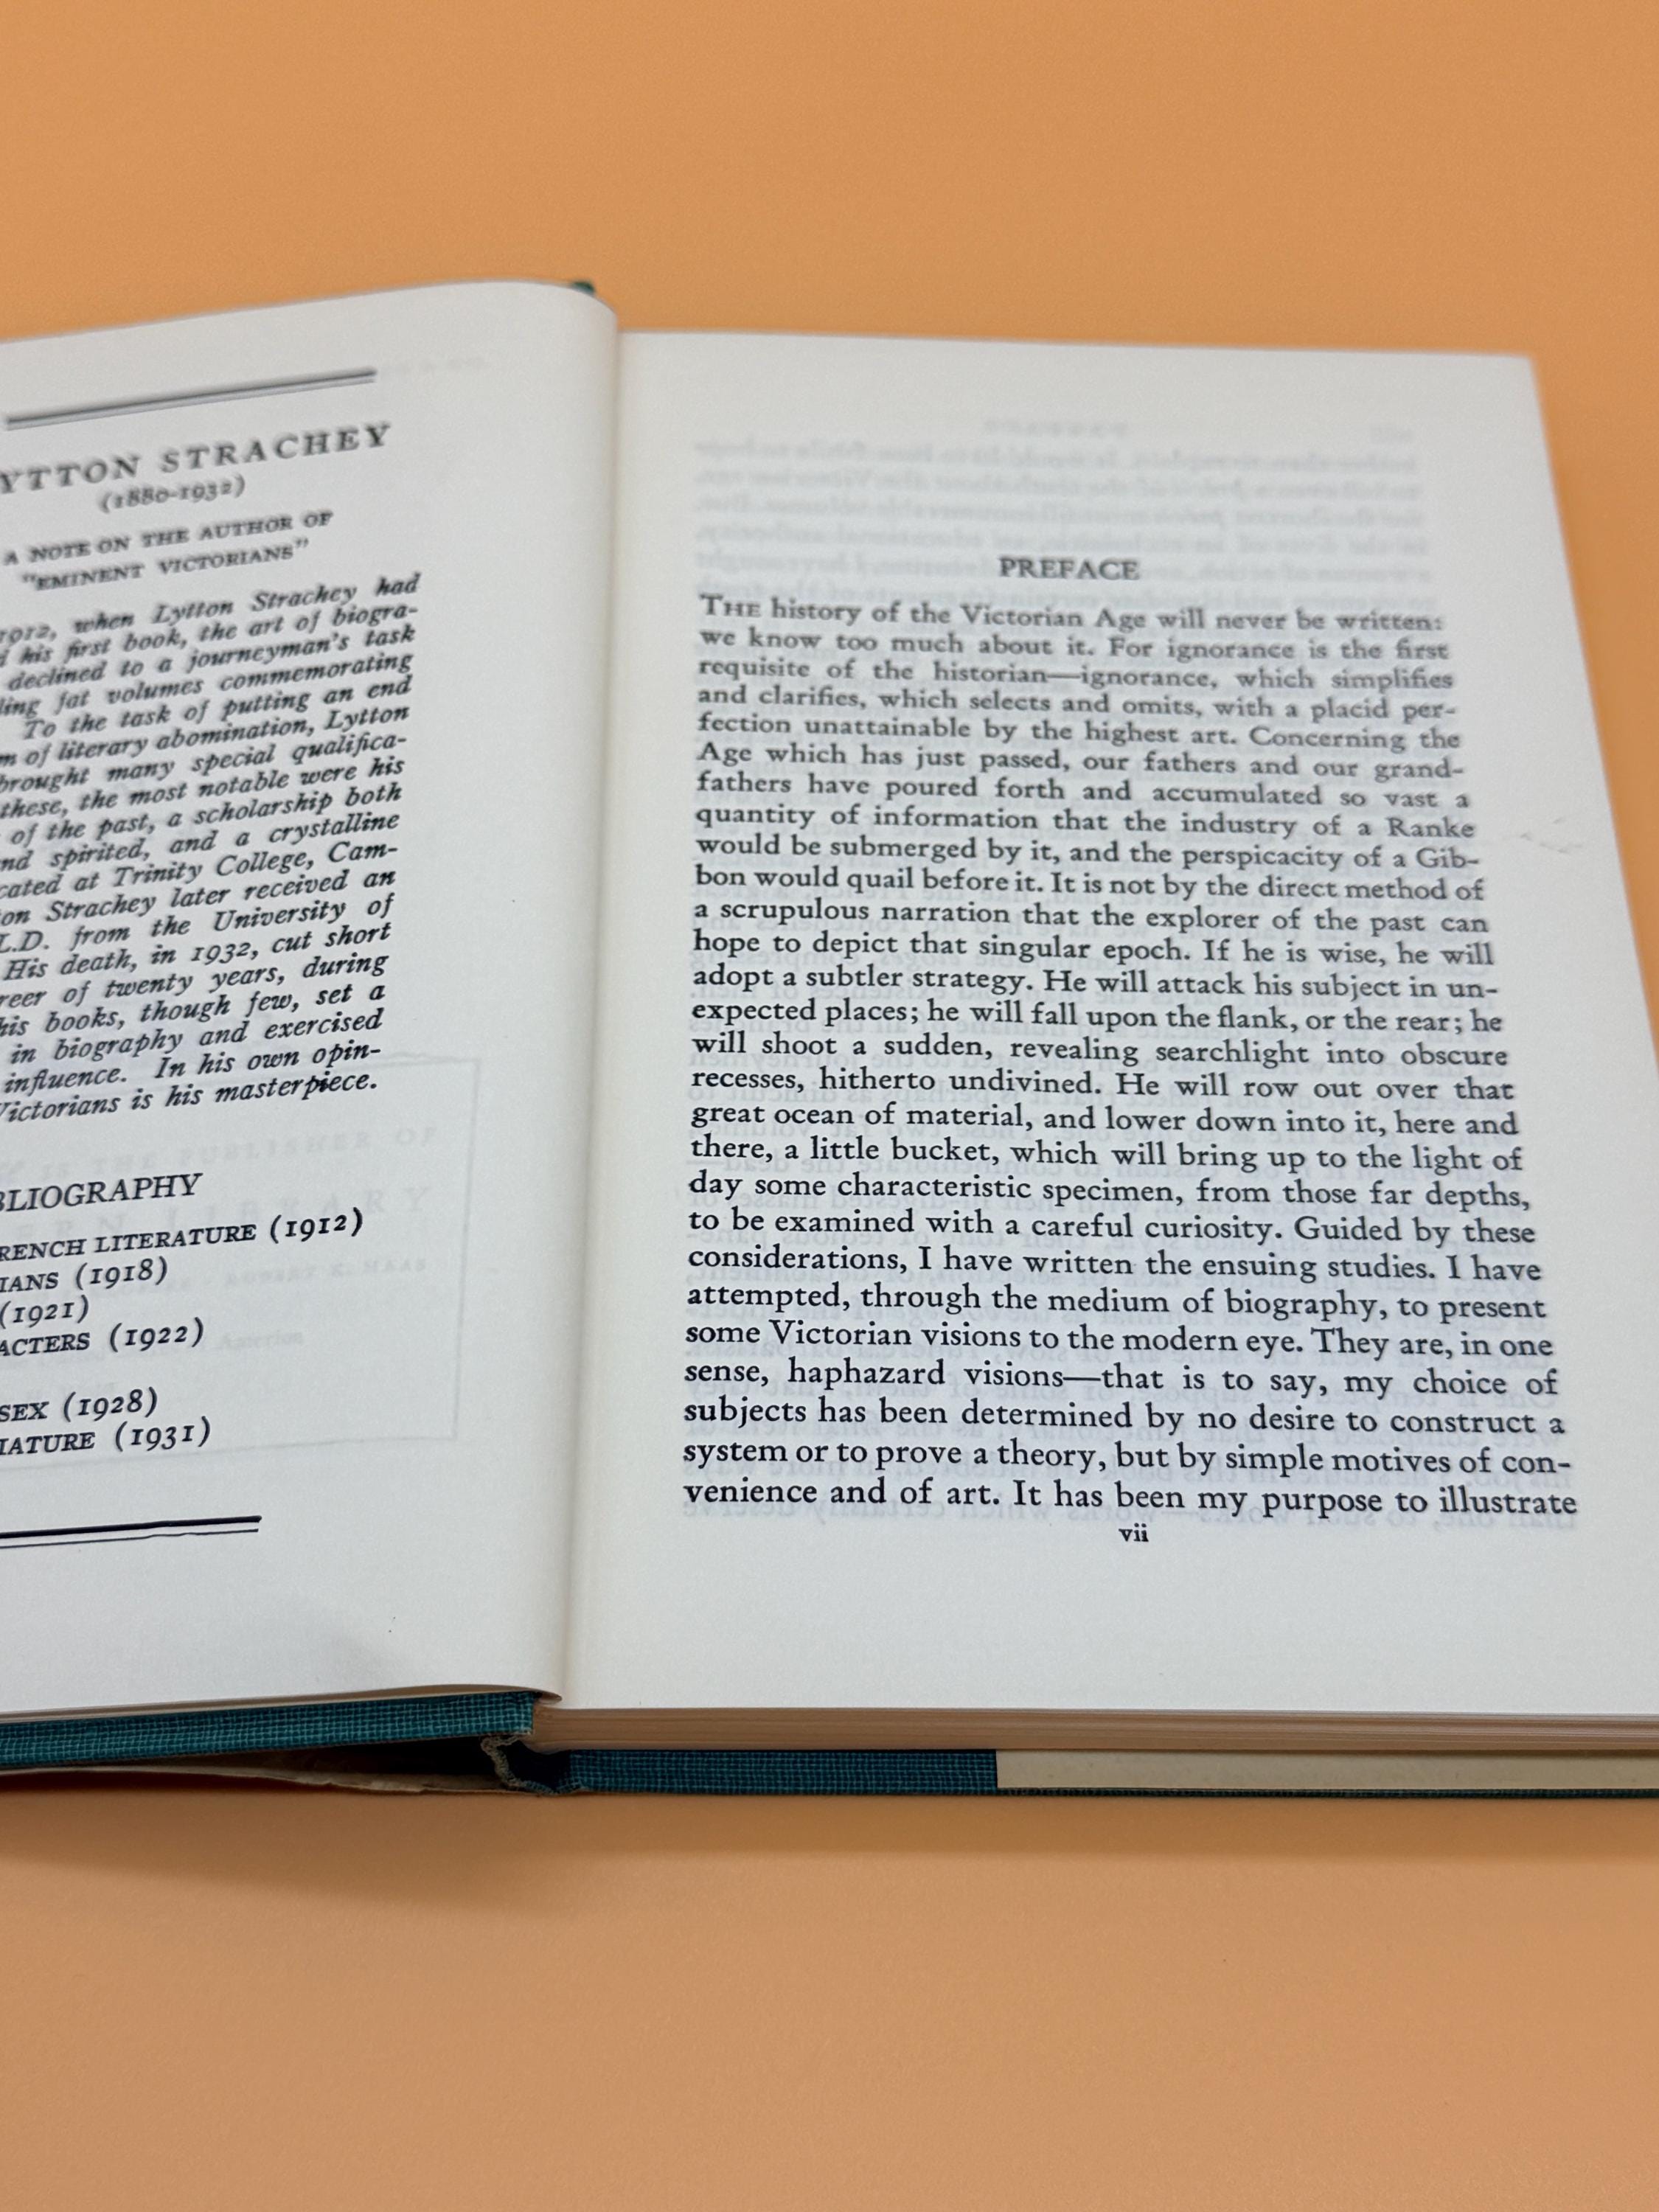 YTTON STRACHEY
(1880-1932)
A NOTE ON THE AUTHOR OF
"EMINENT VICTORIANS"
1912, when Lytton Strachey had
his first book, the art of biogra-
declined to a journeyman's task
ling fat volumes commemorating
To the task of putting an end
m of literary abomination, Lytton
brought many special qualifica-
these, the most notable were his
of the past, a scholarship both
nd spirited, and a crystalline
cated at Trinity College, Cam-
on Strachey later received an
L.D. from the University of
His death, in 1932, cut short
reer of twenty years, during
his books, though few, set a
in biography and exercised
influence. In his own opin-
Victorians is his masterpiece.
BLIOGRAPHY
RENCH LITERATURE (1912)
IANS (1918)
(1921)
ACTERS (1922)
SEX (1928)
IATURE (1931)
PREFACE
THE history of the Victorian Age will never be written:
we know too much about it. For ignorance is the first
requisite of the historian—ignorance, which simplifies
and clarifies, which selects and omits, with a placid per-
fection unattainable by the highest art. Concerning the
Age which has just passed, our fathers and our grand-
fathers have poured forth and accumulated so vast a
quantity of information that the industry of a Ranke
would be submerged by it, and the perspicacity of a Gib-
bon would quail before it. It is not by the direct method of
a scrupulous narration that the explorer of the past can
hope to depict that singular epoch. If he is wise, he will
adopt a subtler strategy. He will attack his subject in un-
expected places; he will fall upon the flank, or the rear; he
will shoot a sudden, revealing searchlight into obscure
recesses, hitherto undivined. He will row out over that
great ocean of material, and lower down into it, here and
there, a little bucket, which will bring up to the light of
day some characteristic specimen, from those far depths,
to be examined with a careful curiosity. Guided by these
considerations, I have written the ensuing studies. I have
attempted, through the medium of biography, to present
some Victorian visions to the modern eye. They are, in one
sense, haphazard visions—that is to say, my choice of
subjects has been determined by no desire to construct a
system or to prove a theory, but by simple motives of con-
venience and of art. It has been my purpose to illustrate
vii